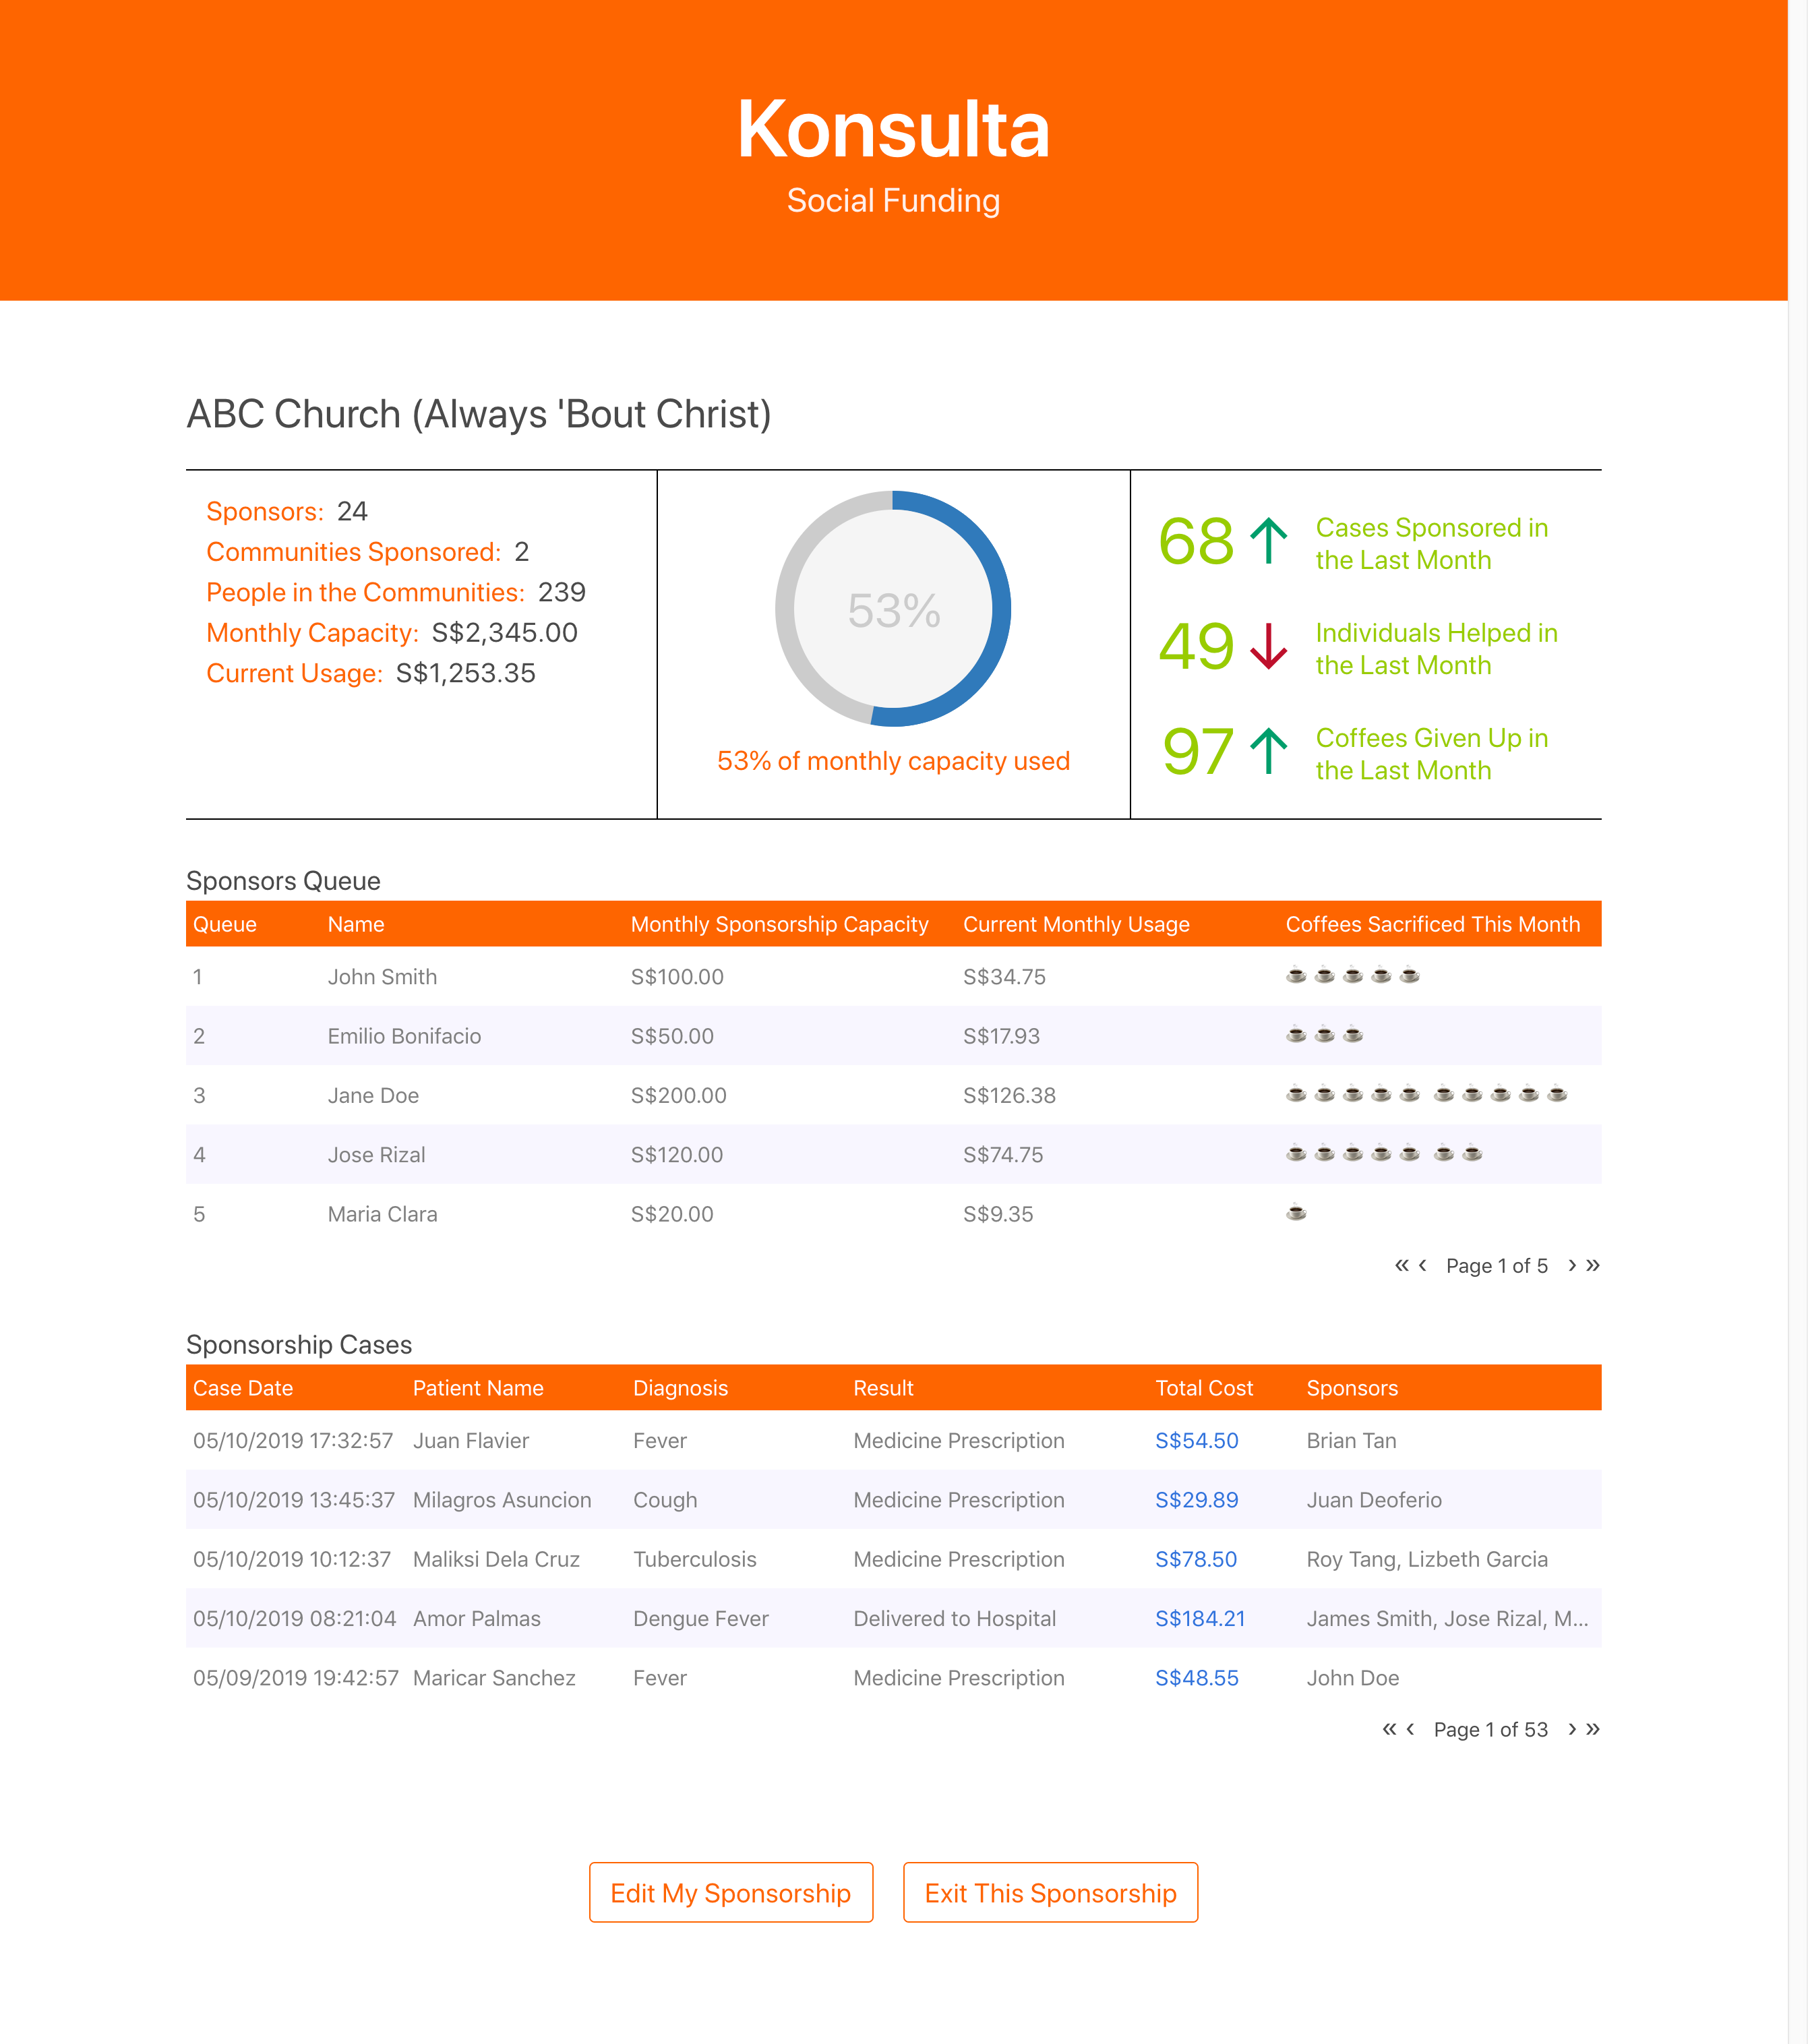 Konsulta
Social Funding
ABC Church (Always 'Bout Christ)
Sponsors: 24
Communities Sponsored: 2
People in the Communities: 239
Monthly Capacity: S$2,345.00
Current Usage: S$1,253.35
53%
53% of monthly capacity used
68 ↑ Cases Sponsored in
the Last Month
49 ↓ Individuals Helped in
the Last Month
97 ↑ Coffees Given Up in
the Last Month
Sponsors Queue
Queue Name Monthly Sponsorship Capacity Current Monthly Usage Coffees Sacrificed This Month
1 John Smith S$100.00 S$34.75
2 Emilio Bonifacio S$50.00 S$17.93
3 Jane Doe S$200.00 S$126.38
4 Jose Rizal S$120.00 S$74.75
5 Maria Clara S$20.00 S$9.35
« ‹ Page 1 of 5 › »
Sponsorship Cases
Case Date Patient Name Diagnosis Result Total Cost Sponsors
05/10/2019 17:32:57 Juan Flavier Fever Medicine Prescription S$54.50 Brian Tan
05/10/2019 13:45:37 Milagros Asuncion Cough Medicine Prescription S$29.89 Juan Deoferio
05/10/2019 10:12:37 Maliksi Dela Cruz Tuberculosis Medicine Prescription S$78.50 Roy Tang, Lizbeth Garcia
05/10/2019 08:21:04 Amor Palmas Dengue Fever Delivered to Hospital S$184.21 James Smith, Jose Rizal, M...
05/09/2019 19:42:57 Maricar Sanchez Fever Medicine Prescription S$48.55 John Doe
« ‹ Page 1 of 53 › »
Edit My Sponsorship Exit This Sponsorship